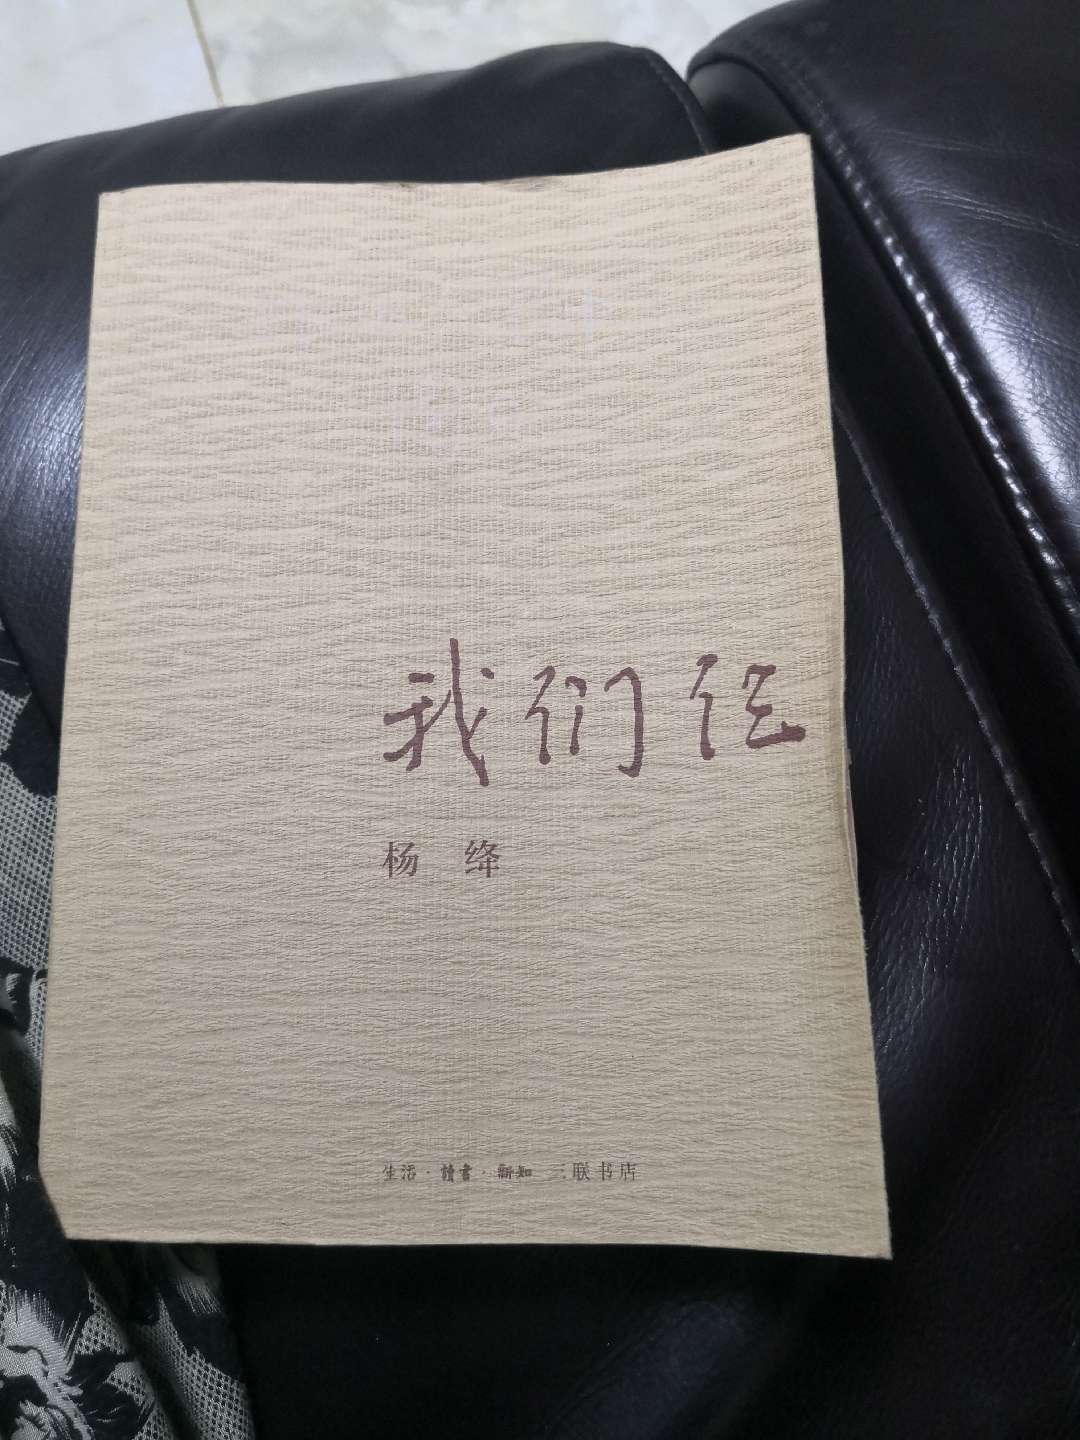 我们仨
杨 绛
生活·讀書·新知 三联书店